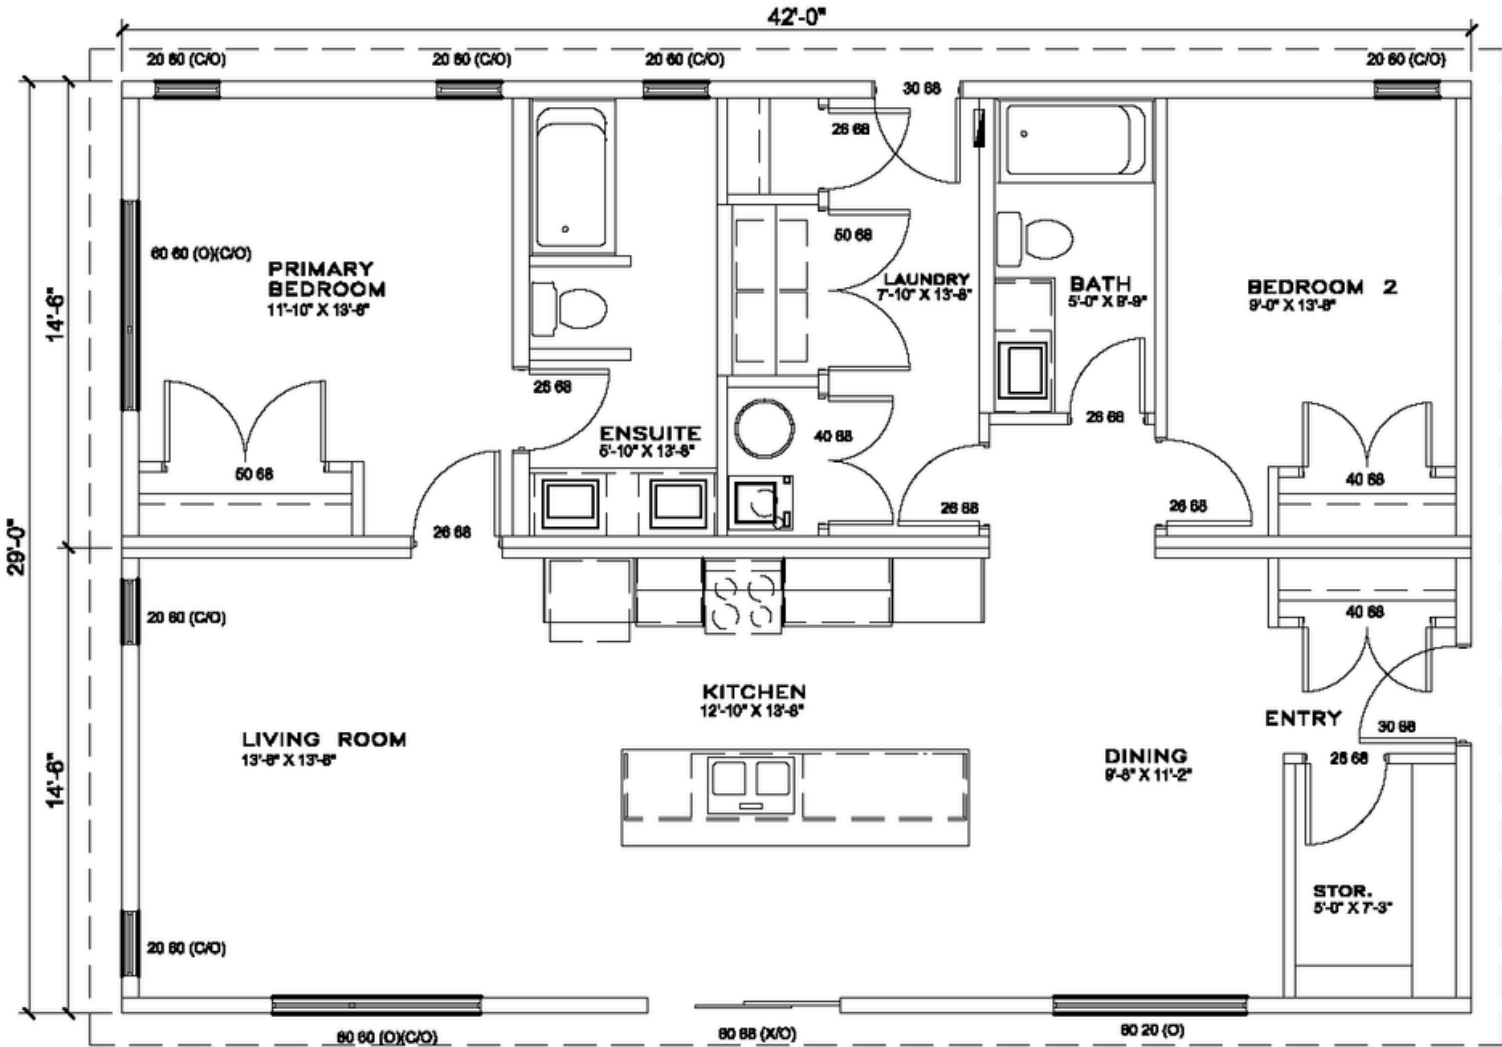 42'-0"
20 60 (C/O)
20 60 (C/O)
20 60 (C/O)
30 68
20 60 (C/O)
26 68
60 60 (O)(C/O)
PRIMARY
BEDROOM
11'-10" X 13'-8"
50 68
LAUNDRY
7'-10" X 13'-8"
BATH
5'-0" X 9'-9"
BEDROOM 2
9'-0" X 13'-8"
14'-6"
26 68
ENSUITE
5'-10" X 13'-8"
40 68
26 68
50 68
26 68
26 68
26 68
40 68
29'-0"
20 60 (C/O)
40 68
KITCHEN
12'-10" X 13'-8"
ENTRY
30 68
LIVING ROOM
13'-8" X 13'-8"
DINING
9'-8" X 11'-2"
26 68
14'-6"
STOR.
5'-0" X 7'-3"
20 60 (C/O)
60 60 (O)(C/O)
60 68 (X/O)
60 20 (O)